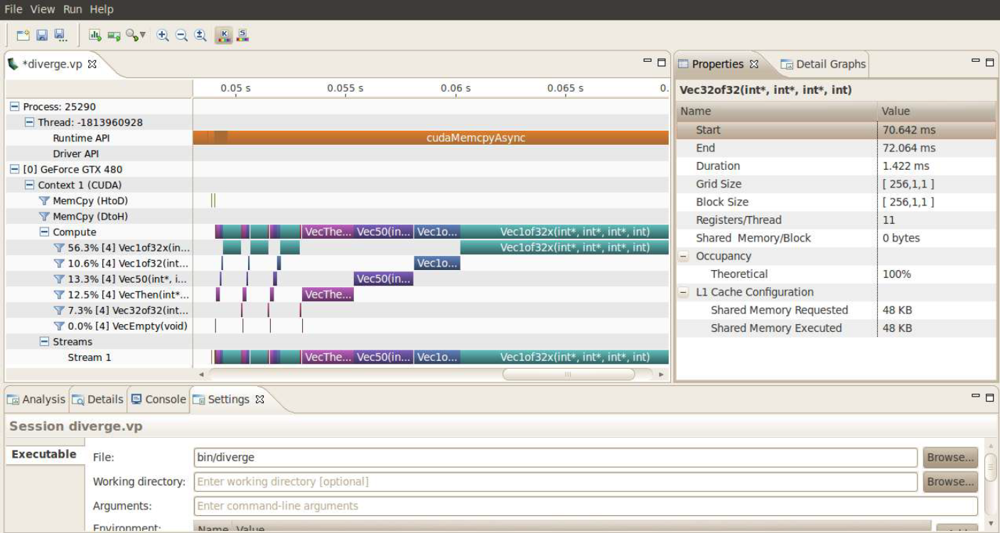 File View Run Help
*diverge.vp
0.05 s 0.055 s 0.06 s 0.065 s 0.
Process: 25290
Thread: -1813960928
Runtime API cudaMemcpyAsync
Driver API
[0] GeForce GTX 480
Context 1 (CUDA)
MemCpy (HtoD)
MemCpy (DtoH)
Compute VecThe... Vec50(in... Vec1o... Vec1of32x(int*, int*, int*, int)
56.3% [4] Vec1of32x(in... Vec1of32x(int*, int*, int*, int)
10.6% [4] Vec1of32(int... Vec1o...
13.3% [4] Vec50(int*, i... Vec50(in...
12.5% [4] VecThen(int*... VecThe...
7.3% [4] Vec32of32(int...
0.0% [4] VecEmpty(void)
Streams
Stream 1 VecThe... Vec50(in... Vec1o... Vec1of32x(int*, int*, int*, int)
Properties Detail Graphs
Vec32of32(int*, int*, int*, int)
Name Value
Start 70.642 ms
End 72.064 ms
Duration 1.422 ms
Grid Size [ 256,1,1 ]
Block Size [ 256,1,1 ]
Registers/Thread 11
Shared Memory/Block 0 bytes
Occupancy
Theoretical 100%
L1 Cache Configuration
Shared Memory Requested 48 KB
Shared Memory Executed 48 KB
Analysis Details Console Settings
Session diverge.vp
Executable
File: bin/diverge Browse...
Working directory: Enter working directory [optional] Browse...
Arguments: Enter command-line arguments
Environment: Name Value